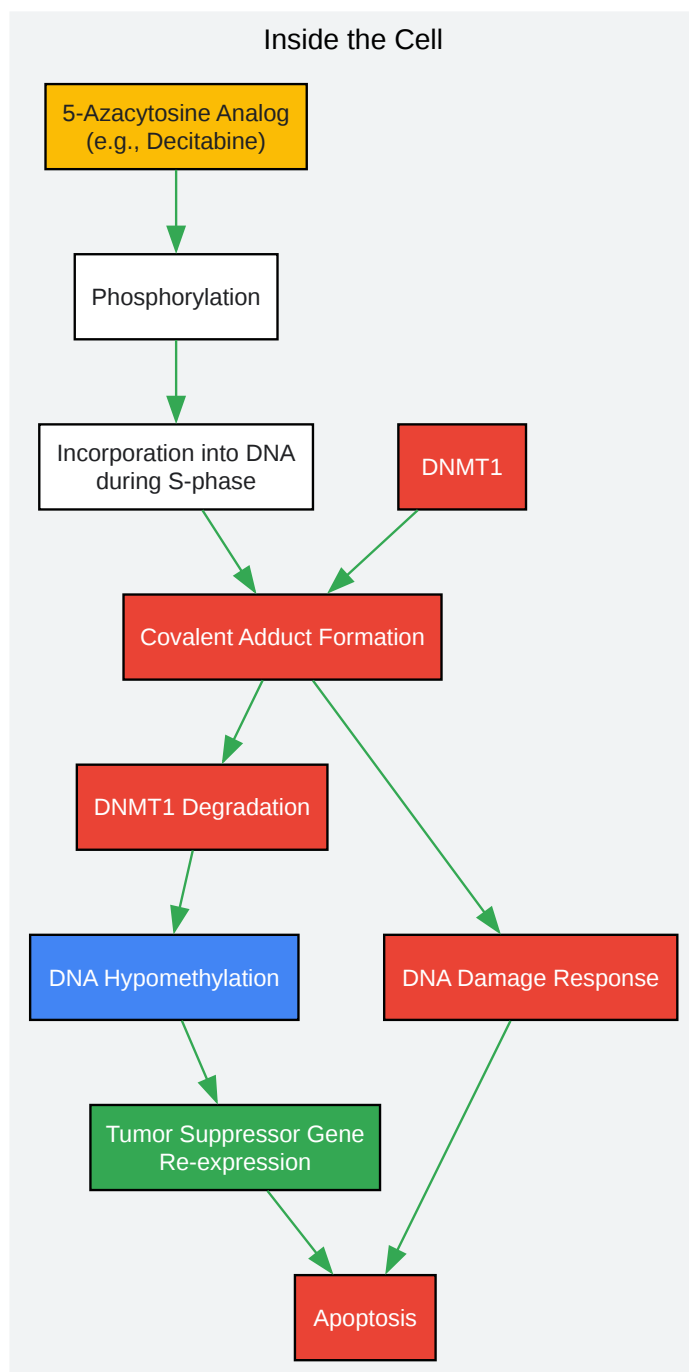 Inside the Cell
5-Azacytosine Analog
(e.g., Decitabine)
Phosphorylation
Incorporation into DNA
during S-phase
DNMT1
Covalent Adduct Formation
DNMT1 Degradation
DNA Hypomethylation
DNA Damage Response
Tumor Suppressor Gene
Re-expression
Apoptosis